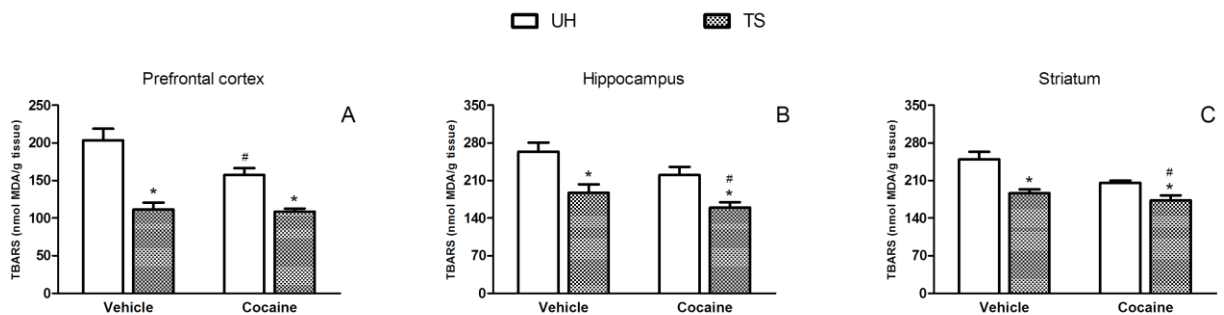 UH TS
Prefrontal cortex
A
TBARS (nmol MDA/g tissue)
250
200
150
100
50
0
#
*
*
Vehicle Cocaine
Hippocampus
B
TBARS (nmol MDA/g tissue)
350
280
210
140
70
0
*
#
*
Vehicle Cocaine
Striatum
C
TBARS (nmol MDA/g tissue)
350
280
210
140
70
0
*
#
*
Vehicle Cocaine